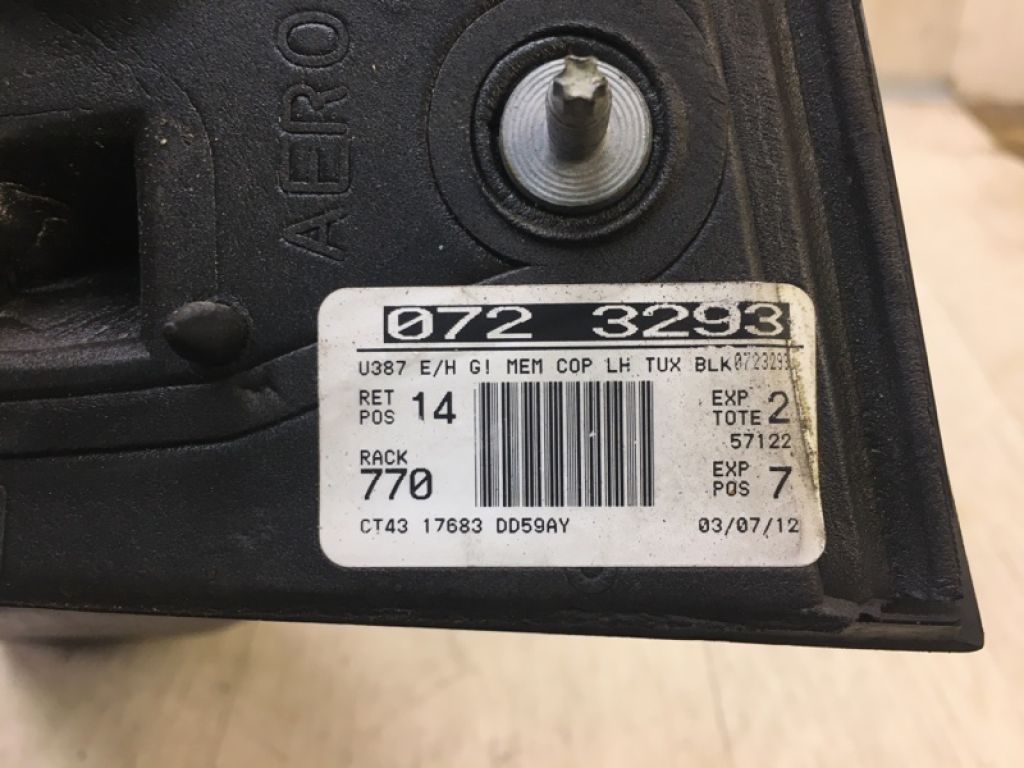 AERO
072 3293
U387 E/H G! MEM COP LH TUX BLK0723293
RET POS 14
EXP TOTE 2
57122
RACK 770
EXP POS 7
CT43 17683 DD59AY
03/07/12